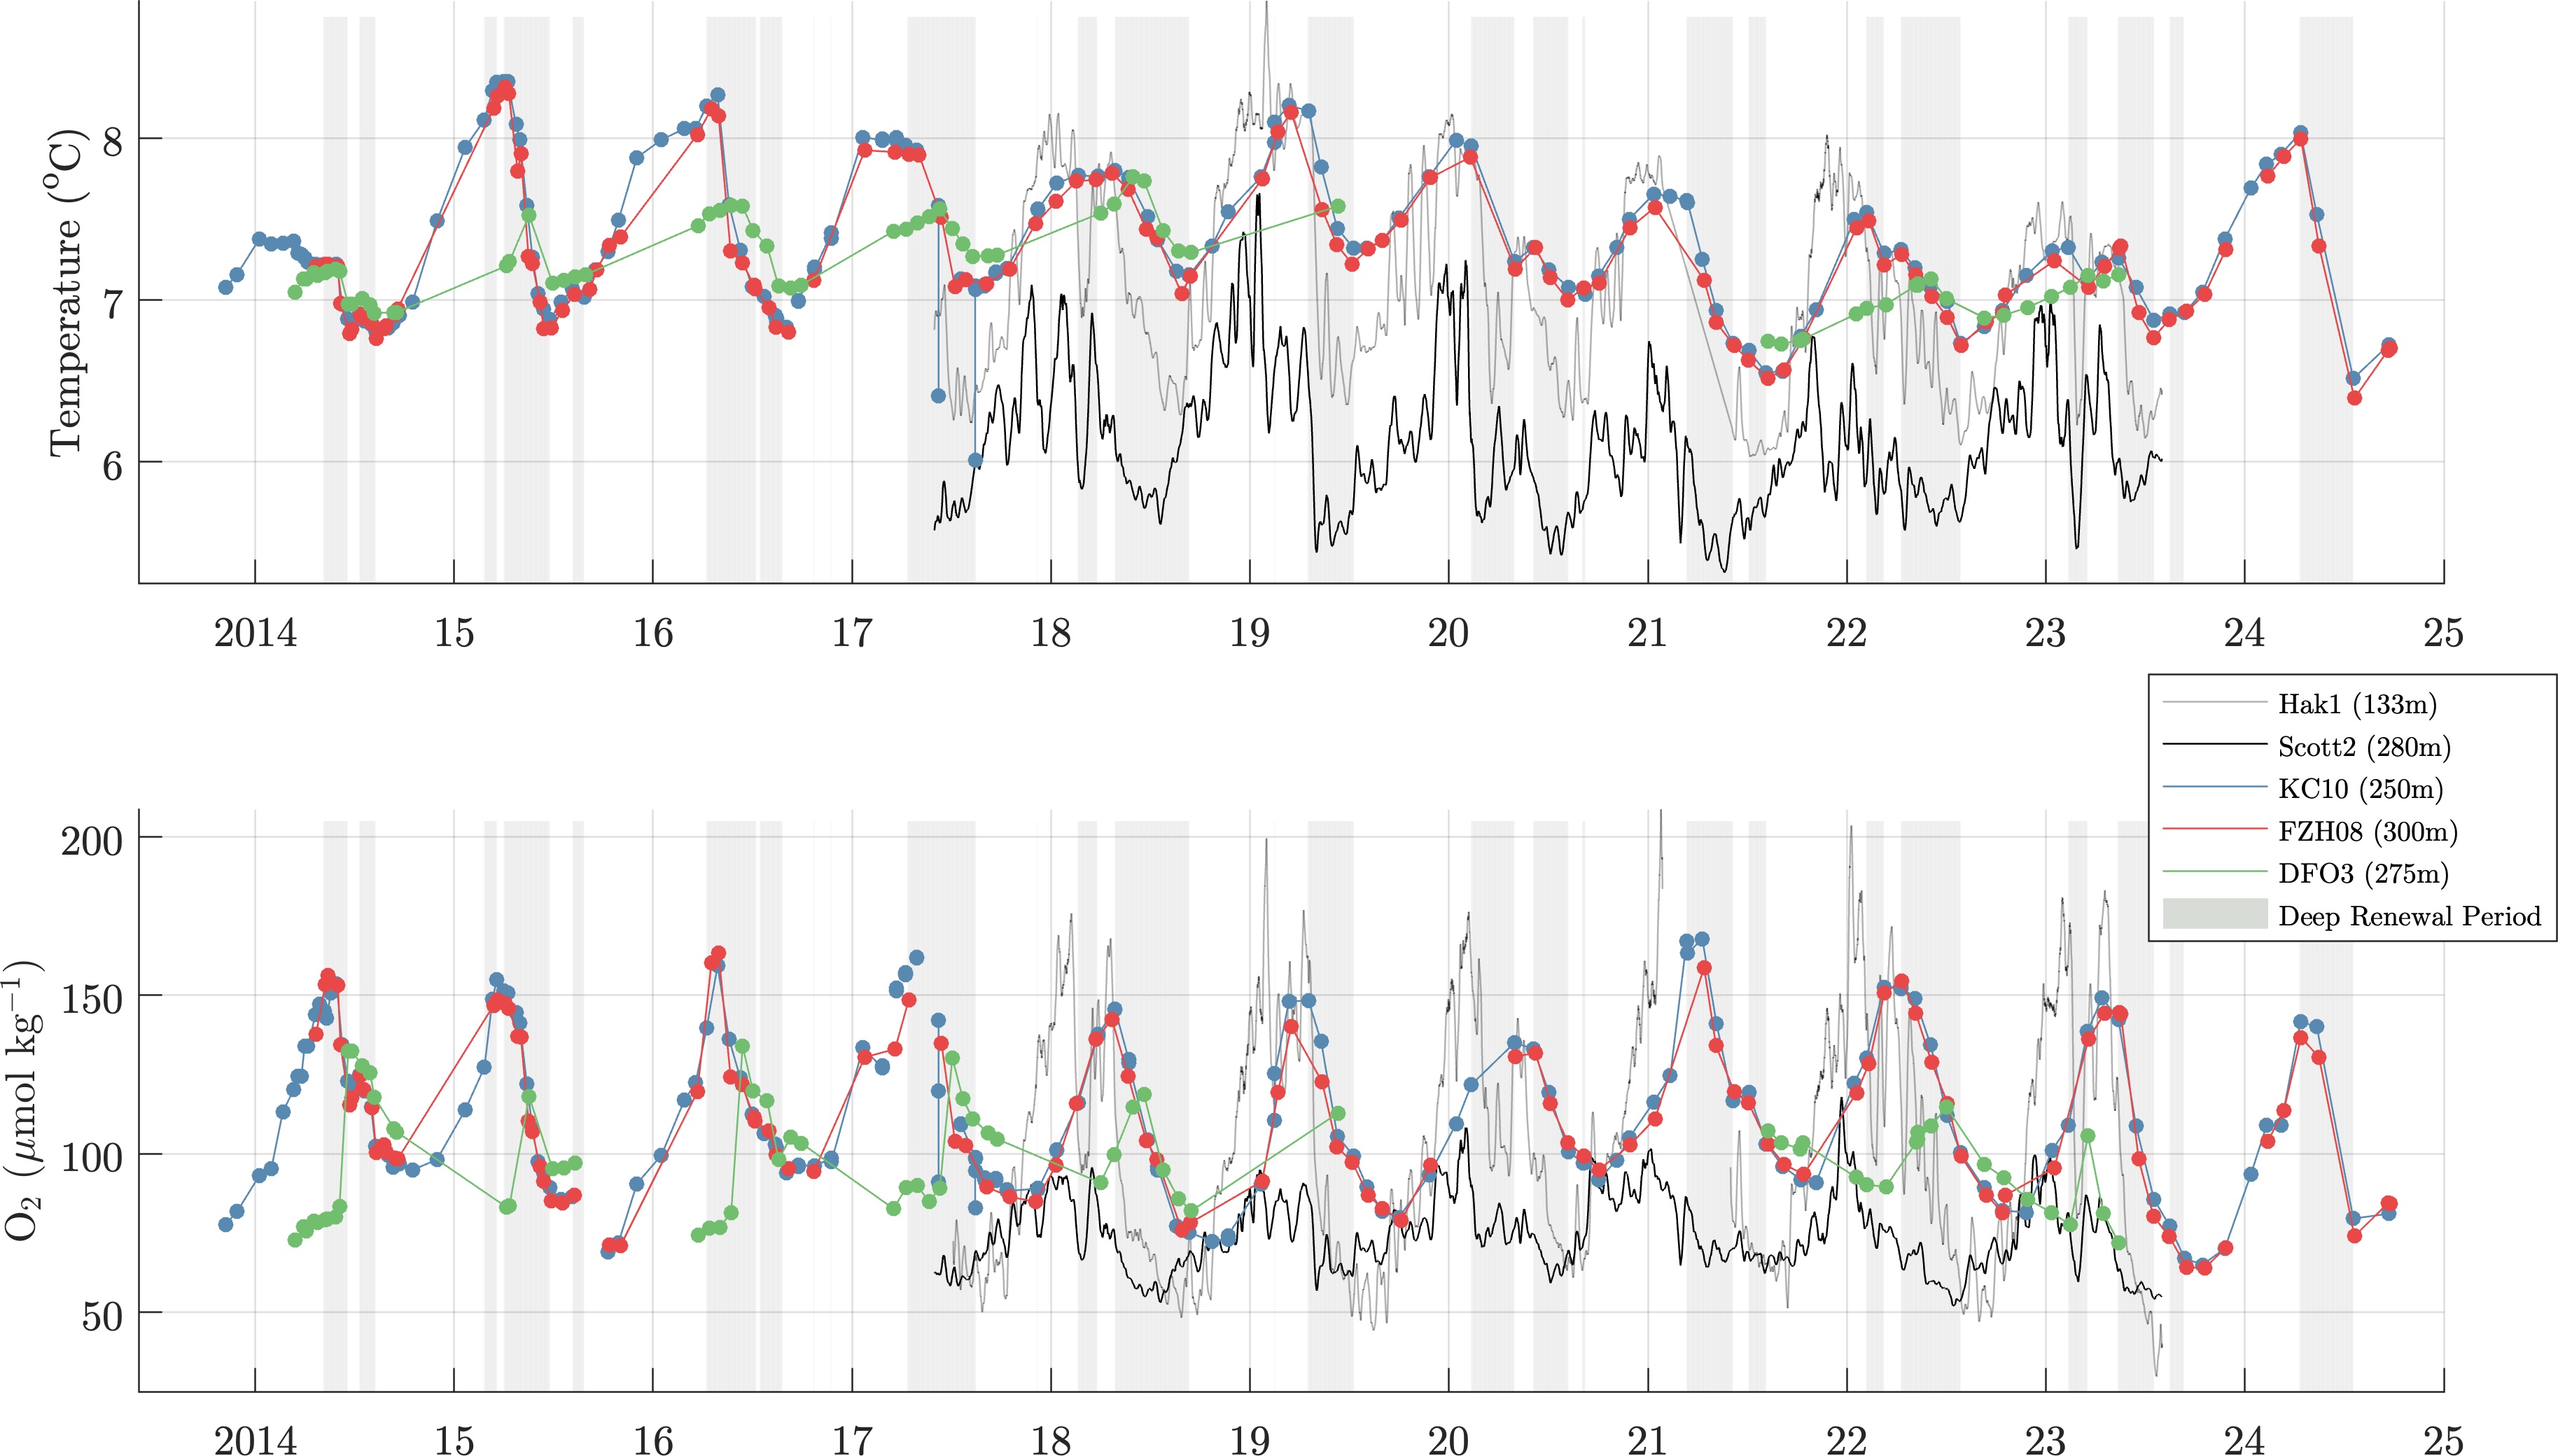 Temperature (°C)
8
7
6
2014 15 16 17 18 19 20 21 22 23 24 25
Hak1 (133m)
Scott2 (280m)
KC10 (250m)
FZH08 (300m)
DFO3 (275m)
Deep Renewal Period
O₂ (μmol kg⁻¹)
200
150
100
50
2014 15 16 17 18 19 20 21 22 23 24 25